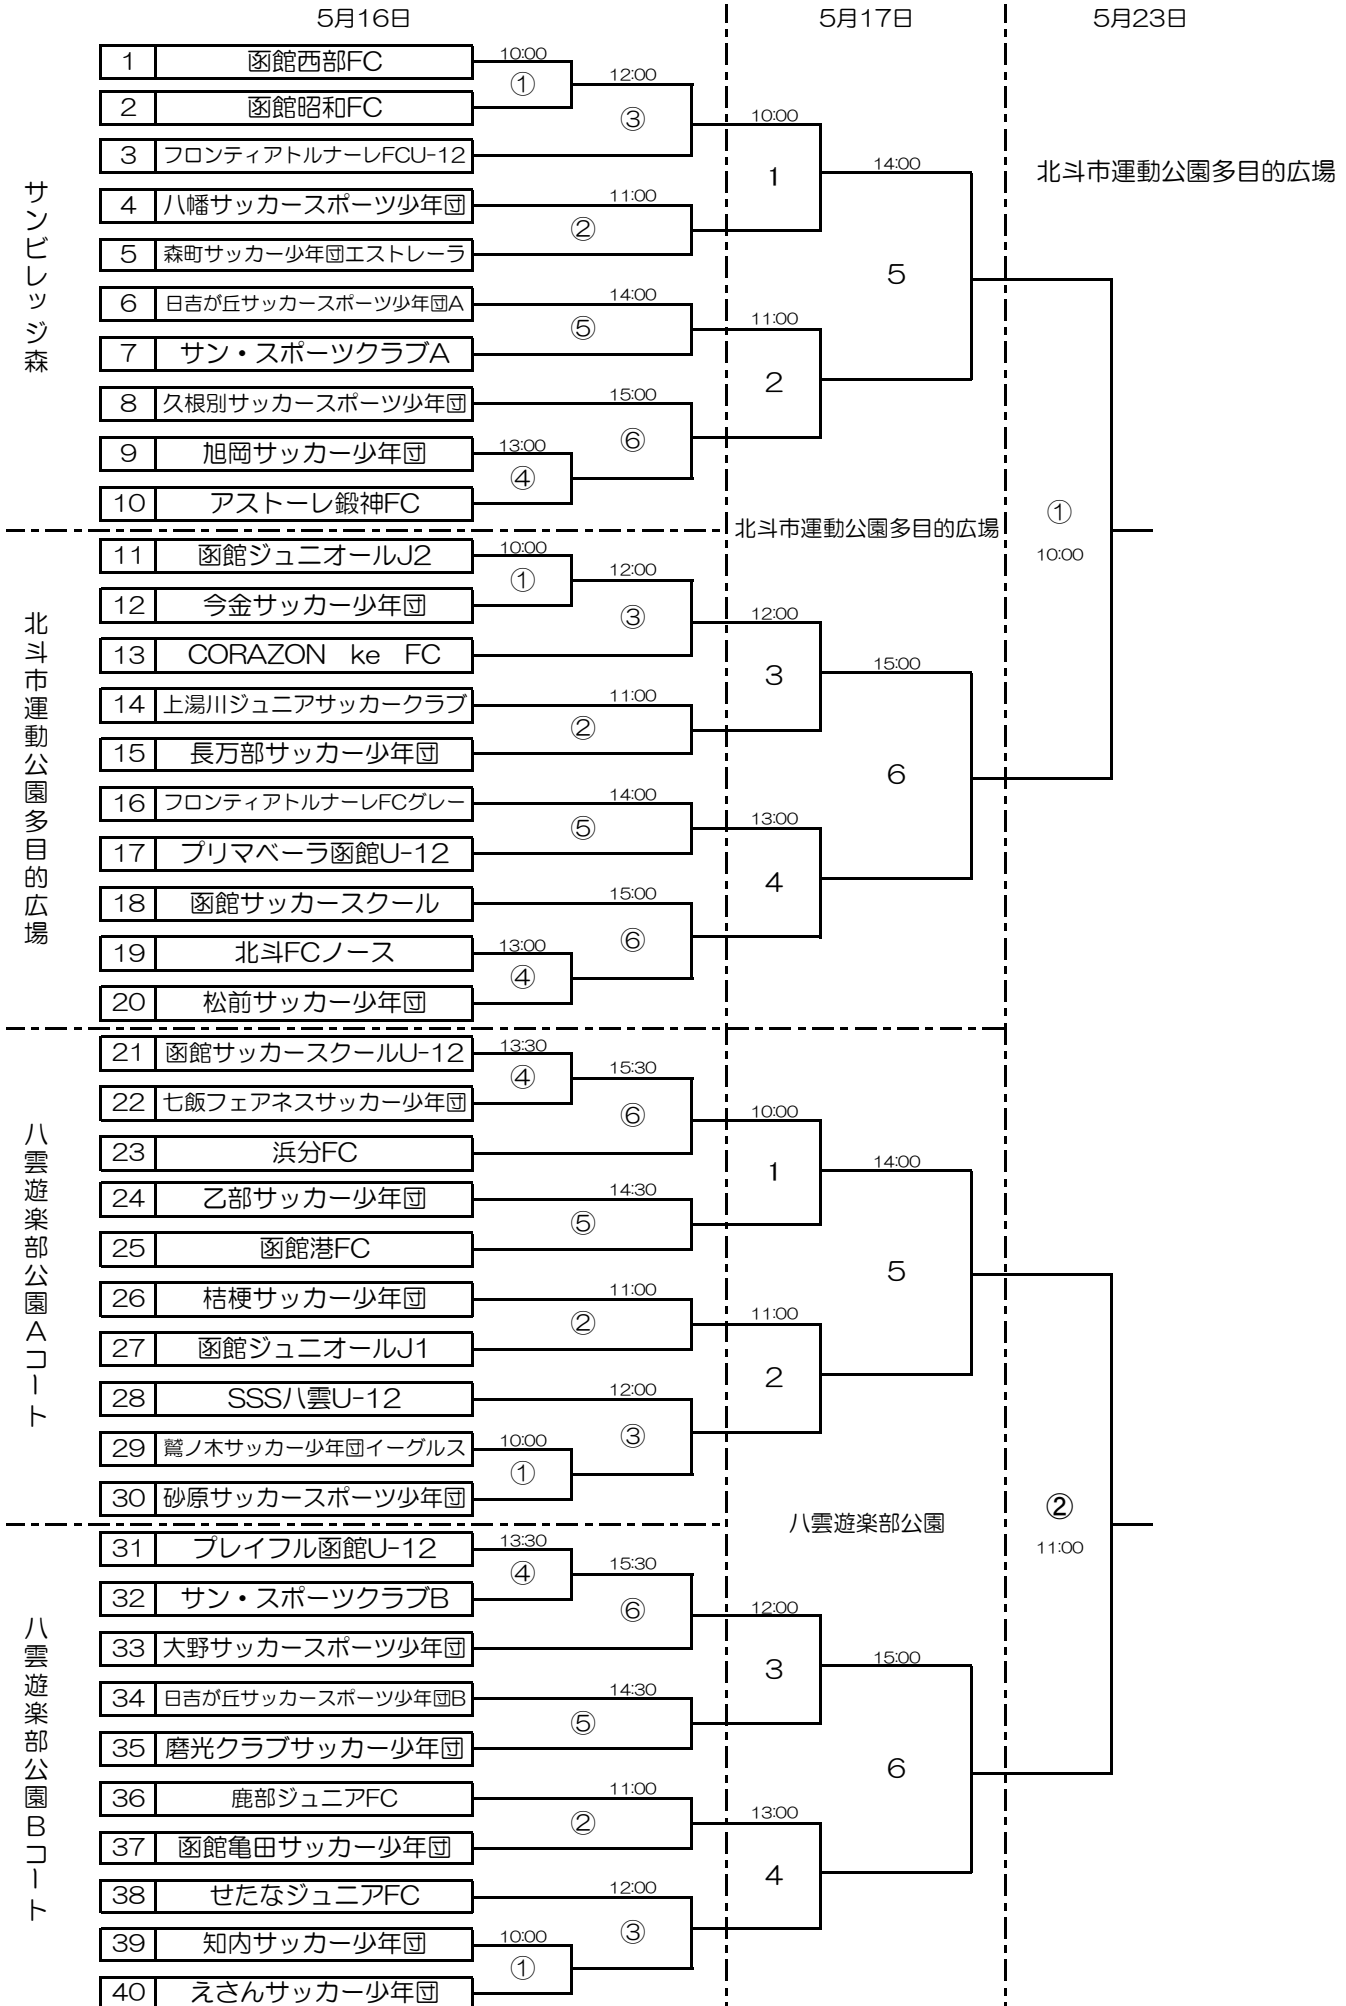 5月16日
5月17日
5月23日
北斗市運動公園多目的広場
サンビレッジ森
1 函館西部FC
2 函館昭和FC
3 フロンティアトルナーレFCU-12
4 八幡サッカースポーツ少年団
5 森町サッカー少年団エストレーラ
6 日吉が丘サッカースポーツ少年団A
7 サン・スポーツクラブA
8 久根別サッカースポーツ少年団
9 旭岡サッカー少年団
10 アストーレ鍛神FC
10:00
①
12:00
③
11:00
②
14:00
⑤
15:00
⑥
13:00
④
10:00
1
11:00
2
14:00
5
北斗市運動公園多目的広場
①
10:00
北斗市運動公園多目的広場
11 函館ジュニオールJ2
12 今金サッカー少年団
13 CORAZON ke FC
14 上湯川ジュニアサッカークラブ
15 長万部サッカー少年団
16 フロンティアトルナーレFCグレー
17 プリマベーラ函館U-12
18 函館サッカースクール
19 北斗FCノース
20 松前サッカー少年団
10:00
①
12:00
③
11:00
②
14:00
⑤
15:00
⑥
13:00
④
12:00
3
13:00
4
15:00
6
八雲遊楽部公園Aコート
21 函館サッカースクールU-12
22 七飯フェアネスサッカー少年団
23 浜分FC
24 乙部サッカー少年団
25 函館港FC
26 桔梗サッカー少年団
27 函館ジュニオールJ1
28 SSS八雲U-12
29 鷲ノ木サッカー少年団イーグルス
30 砂原サッカースポーツ少年団
13:30
④
15:30
⑥
14:30
⑤
11:00
②
12:00
③
10:00
①
10:00
1
11:00
2
14:00
5
八雲遊楽部公園
②
11:00
八雲遊楽部公園Bコート
31 プレイフル函館U-12
32 サン・スポーツクラブB
33 大野サッカースポーツ少年団
34 日吉が丘サッカースポーツ少年団B
35 磨光クラブサッカー少年団
36 鹿部ジュニアFC
37 函館亀田サッカー少年団
38 せたなジュニアFC
39 知内サッカー少年団
40 えさんサッカー少年団
13:30
④
15:30
⑥
14:30
⑤
11:00
②
12:00
③
10:00
①
12:00
3
13:00
4
15:00
6